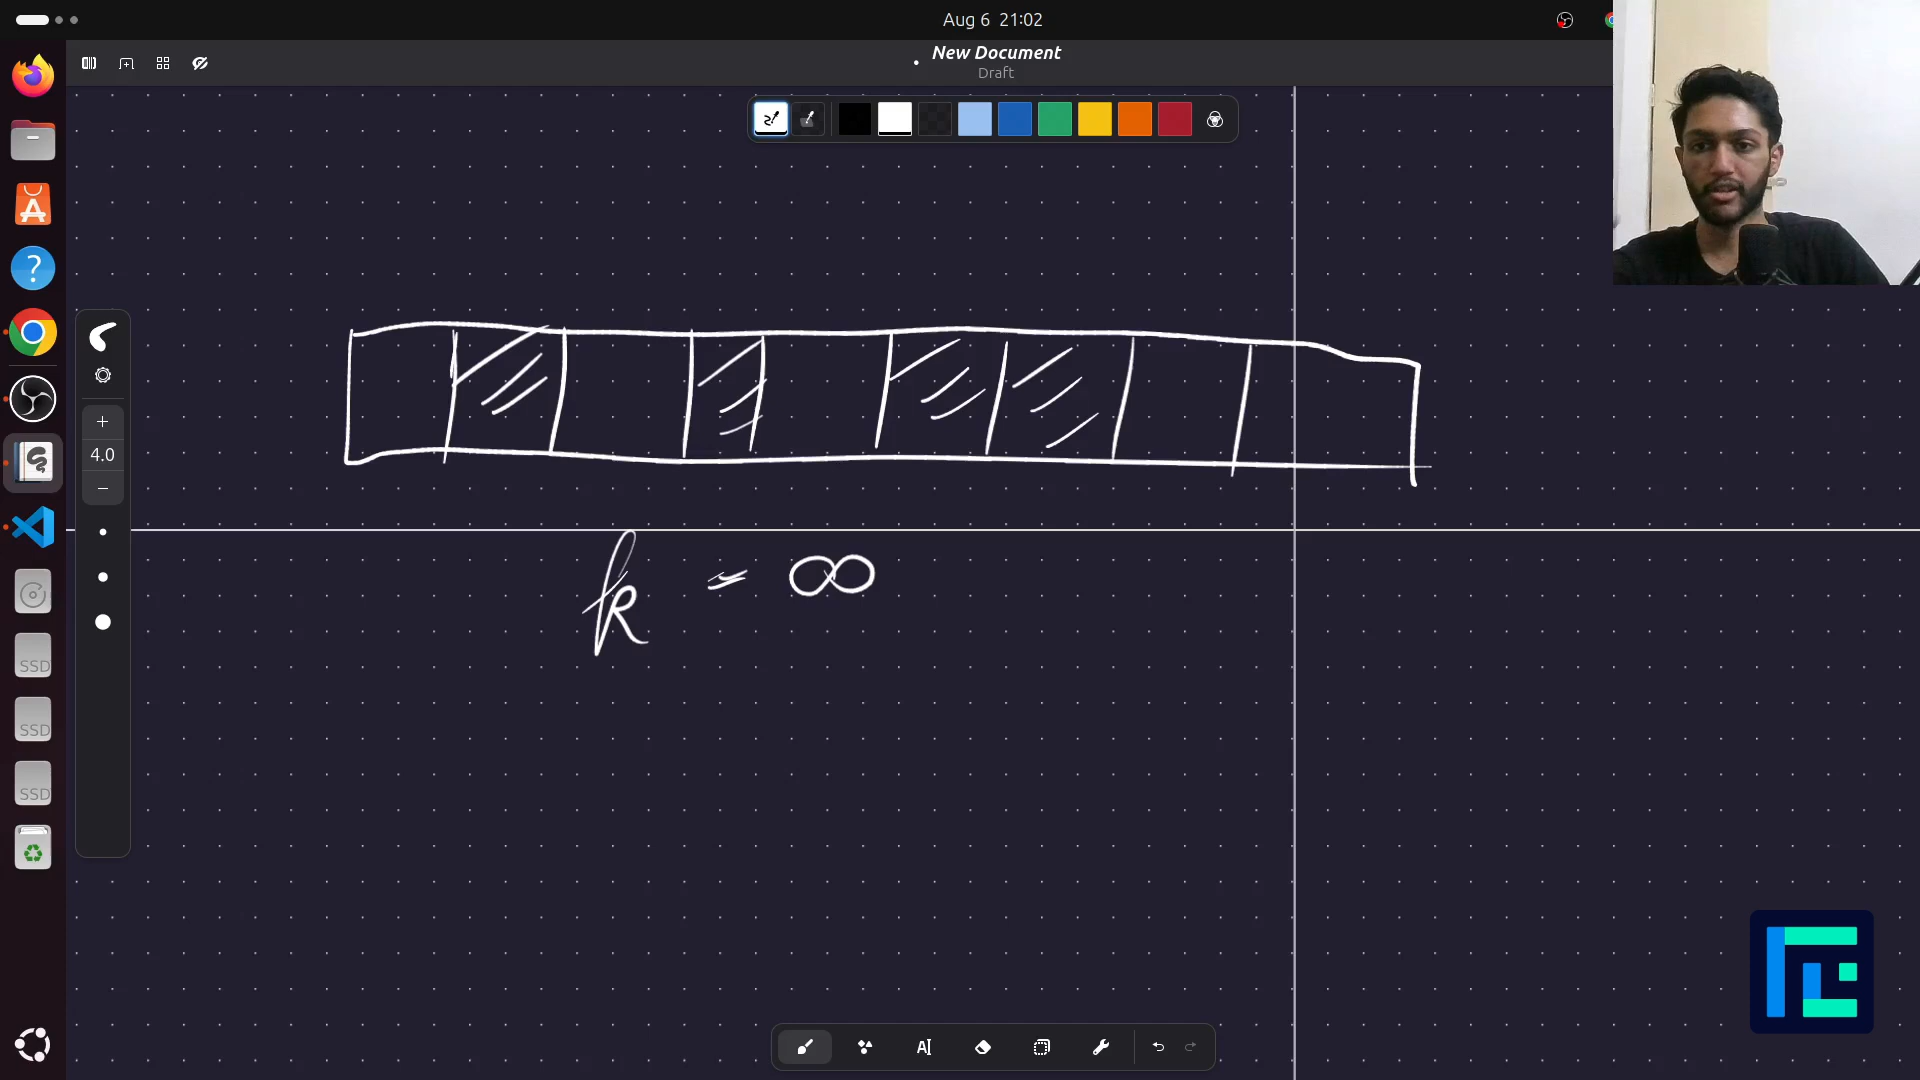 Aug 6 21:02
New Document
Draft
4.0
k = ∞
SSD
SSD
SSD